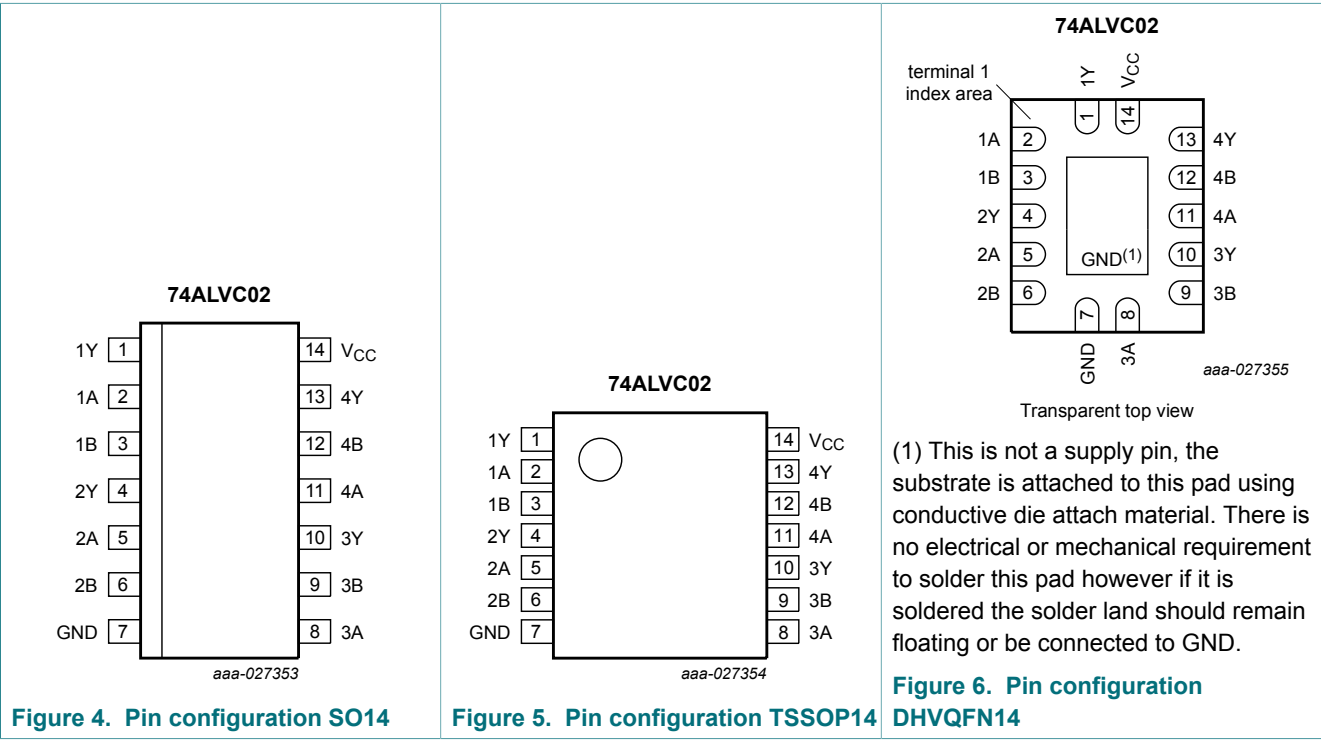 74ALVC02
1Y 1 14 VCC
1A 2 13 4Y
1B 3 12 4B
2Y 4 11 4A
2A 5 10 3Y
2B 6 9 3B
GND 7 8 3A
aaa-027353
Figure 4. Pin configuration SO14
74ALVC02
1Y 1 14 VCC
1A 2 13 4Y
1B 3 12 4B
2Y 4 11 4A
2A 5 10 3Y
2B 6 9 3B
GND 7 8 3A
aaa-027354
Figure 5. Pin configuration TSSOP14
74ALVC02
terminal 1
index area
1Y VCC
1 14
1A 2 13 4Y
1B 3 12 4B
2Y 4 11 4A
2A 5 GND(1) 10 3Y
2B 6 9 3B
7 8
GND 3A
aaa-027355
Transparent top view
(1) This is not a supply pin, the
substrate is attached to this pad using
conductive die attach material. There is
no electrical or mechanical requirement
to solder this pad however if it is
soldered the solder land should remain
floating or be connected to GND.
Figure 6. Pin configuration
DHVQFN14